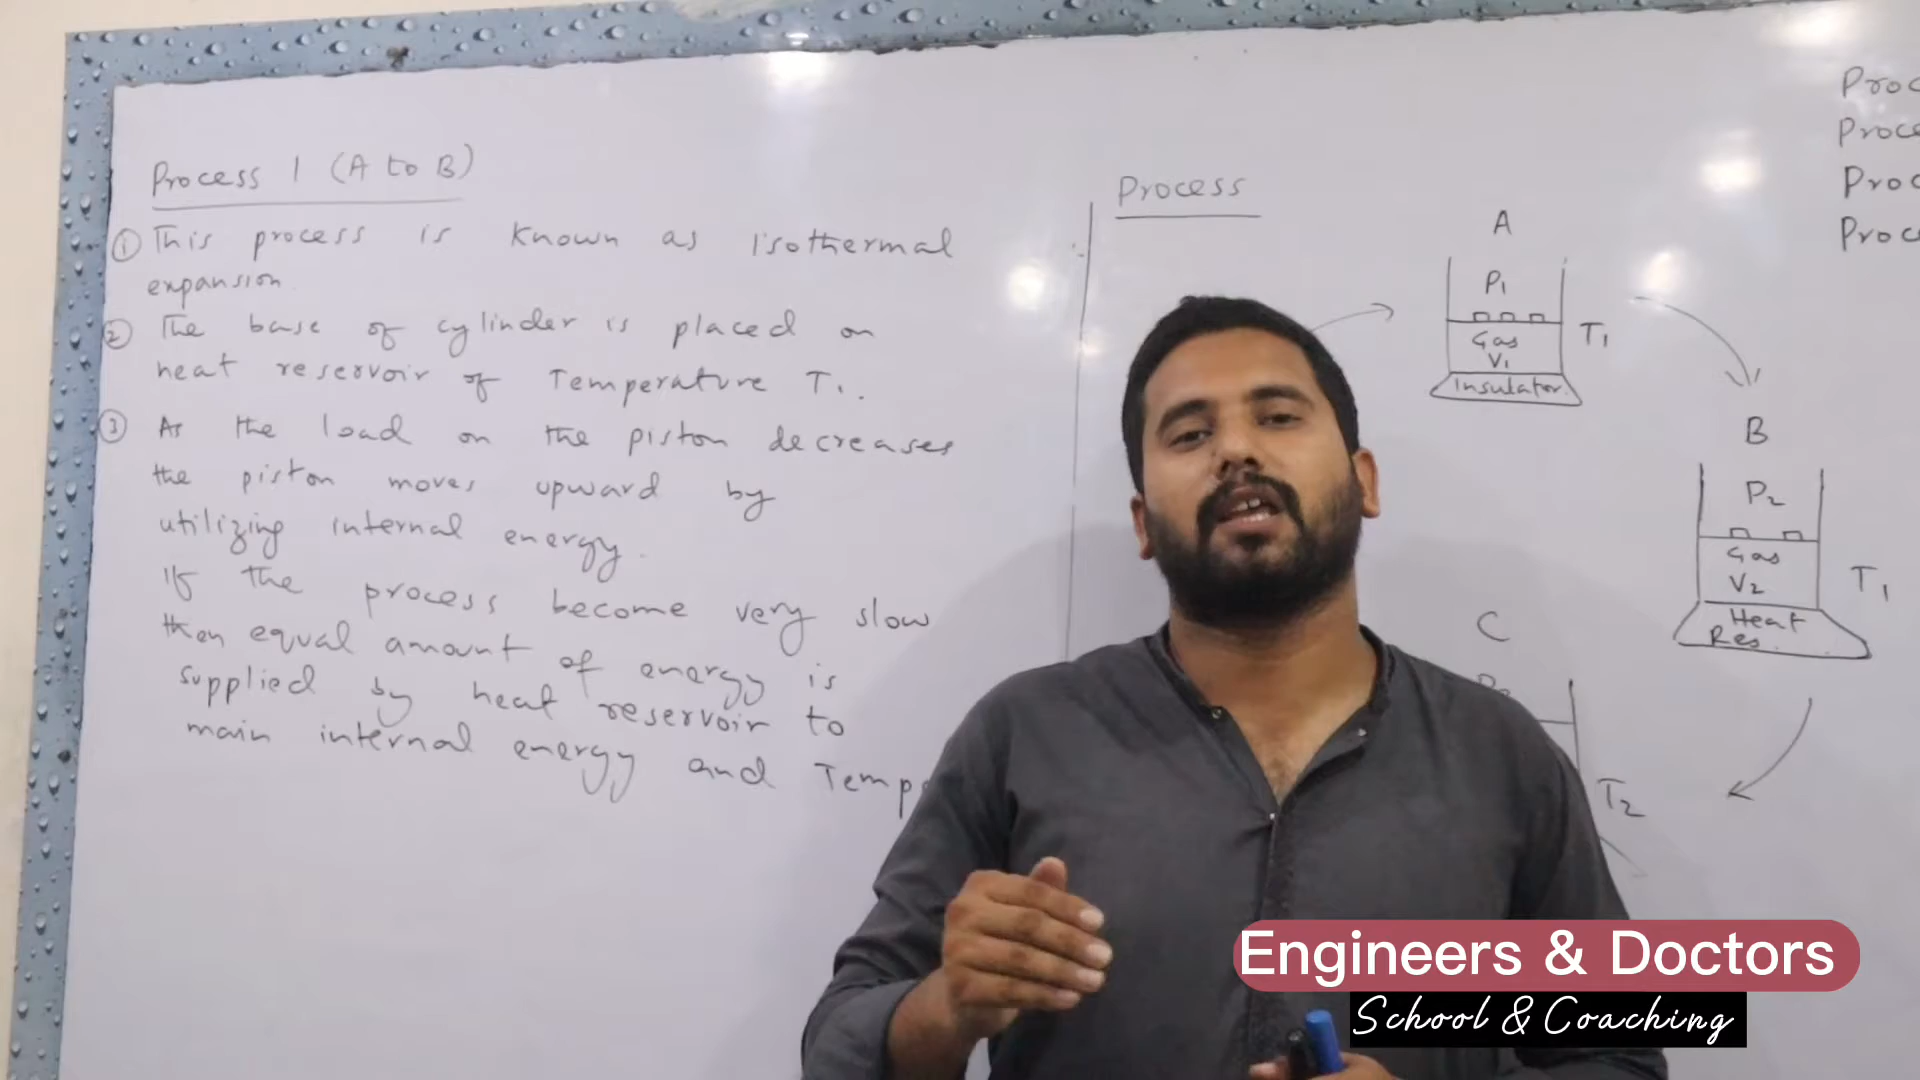 Process 1 (A to B)
① This process is known as isothermal
expansion.
② The base of cylinder is placed on
heat reservoir of Temperature T1.
③ As the load on the piston decreases
the piston moves upward by
utilizing internal energy.
If the process become very slow
then equal amount of energy is
supplied by heat reservoir to
main internal energy and Temp
Process
A
P1
Gas
V1
Insulator.
T1
B
P2
Gas
V2
Heat
Res.
T1
C
T2
Proc
Proce
Proc
Proc
Engineers & Doctors
School & Coaching